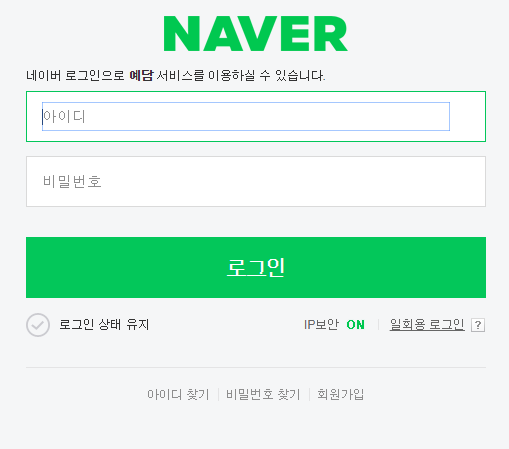 NAVER
네이버 로그인으로 예담 서비스를 이용하실 수 있습니다.
아이디
비밀번호
로그인
로그인 상태 유지 IP보안 ON 일회용 로그인 ?
아이디 찾기 비밀번호 찾기 회원가입